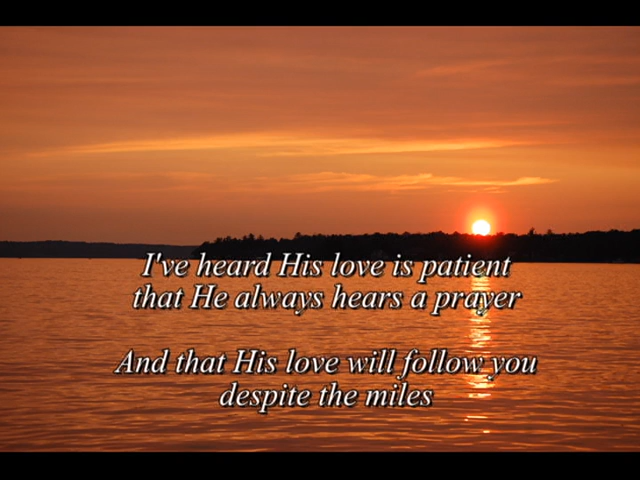 I've heard His love is patient
that He always hears a prayer
And that His love will follow you
despite the miles